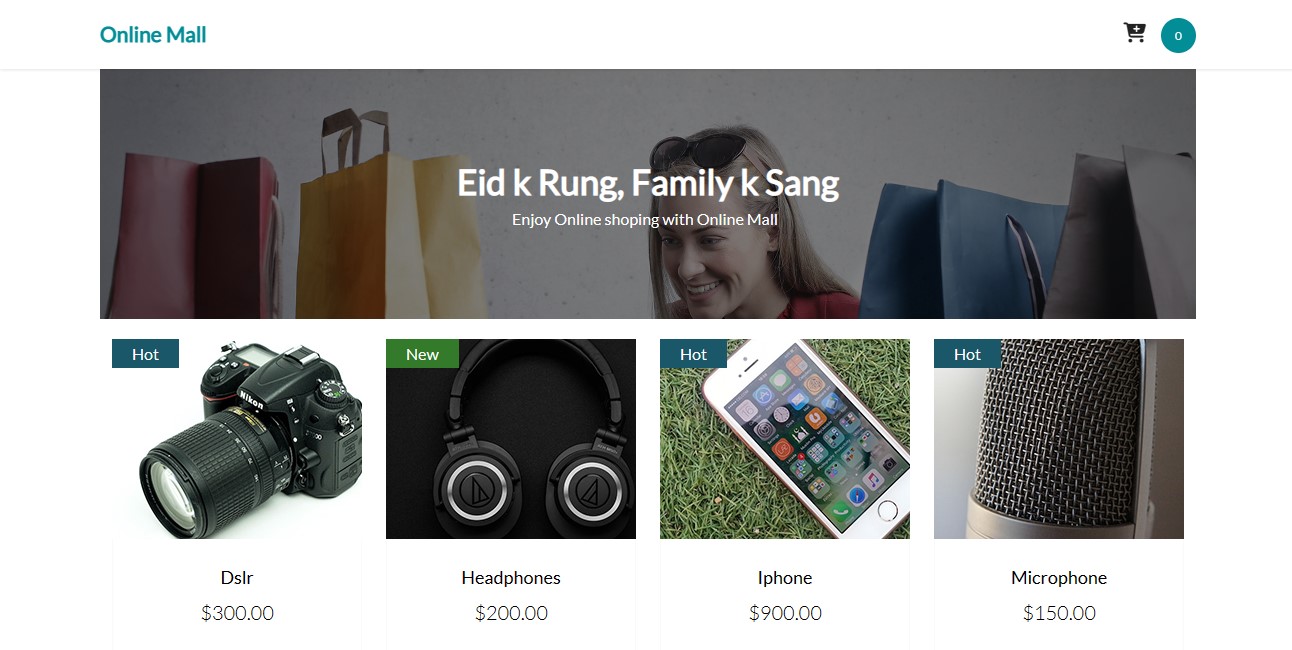 Online Mall
0
Eid k Rung, Family k Sang
Enjoy Online shoping with Online Mall
Hot
New
Hot
Hot
Nikon
Dslr
Headphones
Iphone
Microphone
$300.00
$200.00
$900.00
$150.00